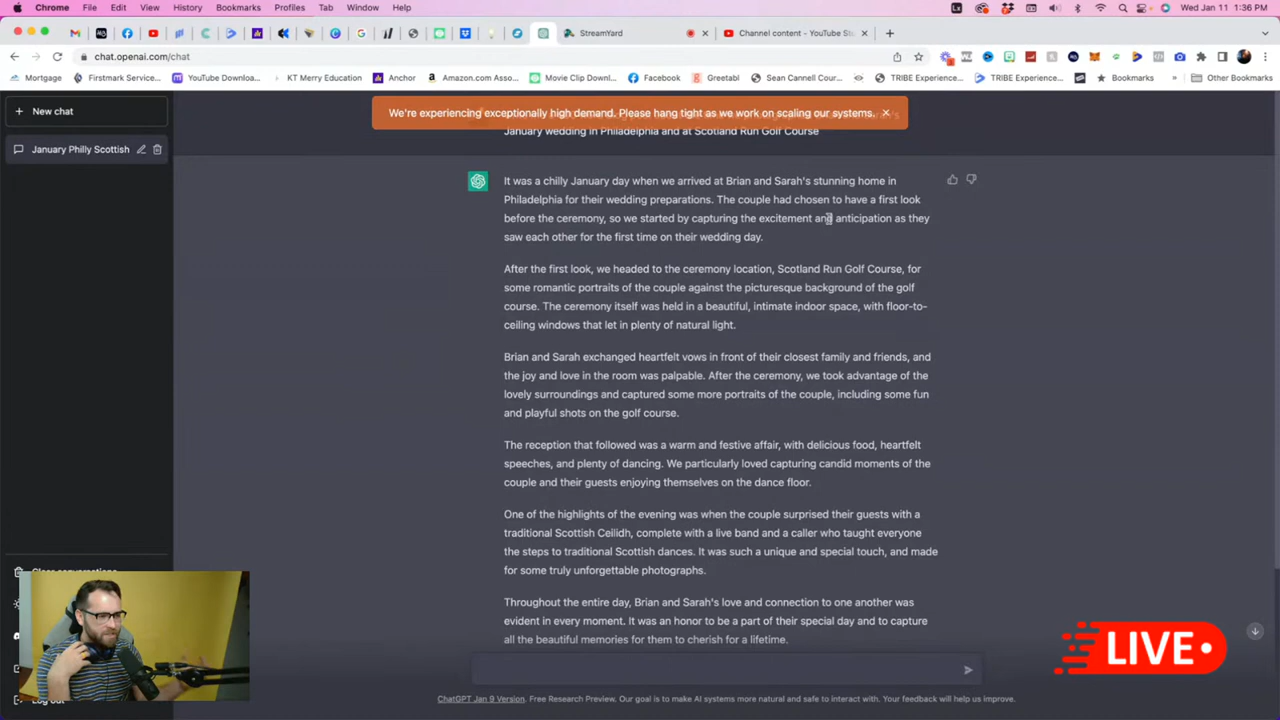 Chrome File Edit View History Bookmarks Profiles Tab Window Help
Wed Jan 11 1:36 PM
StreamYard
Channel content - YouTube St
chat.openai.com/chat
Mortgage
Firstmark Service...
YouTube Downloa...
KT Merry Education
Anchor
Amazon.com Asso...
Movie Clip Downl...
Facebook
Greetabl
Sean Cannell Cour...
TRIBE Experience...
TRIBE Experience...
Bookmarks
Other Bookmarks
New chat
January Philly Scottish
We're experiencing exceptionally high demand. Please hang tight as we work on scaling our systems.
January wedding in Philadelphia and at Scotland Run Golf Course
It was a chilly January day when we arrived at Brian and Sarah's stunning home in
Philadelphia for their wedding preparations. The couple had chosen to have a first look
before the ceremony, so we started by capturing the excitement and anticipation as they
saw each other for the first time on their wedding day.
After the first look, we headed to the ceremony location, Scotland Run Golf Course, for
some romantic portraits of the couple against the picturesque background of the golf
course. The ceremony itself was held in a beautiful, intimate indoor space, with floor-to-
ceiling windows that let in plenty of natural light.
Brian and Sarah exchanged heartfelt vows in front of their closest family and friends, and
the joy and love in the room was palpable. After the ceremony, we took advantage of the
lovely surroundings and captured some more portraits of the couple, including some fun
and playful shots on the golf course.
The reception that followed was a warm and festive affair, with delicious food, heartfelt
speeches, and plenty of dancing. We particularly loved capturing candid moments of the
couple and their guests enjoying themselves on the dance floor.
One of the highlights of the evening was when the couple surprised their guests with a
traditional Scottish Ceilidh, complete with a live band and a caller who taught everyone
the steps to traditional Scottish dances. It was such a unique and special touch, and made
for some truly unforgettable photographs.
Throughout the entire day, Brian and Sarah's love and connection to one another was
evident in every moment. It was an honor to be a part of their special day and to capture
all the beautiful memories for them to cherish for a lifetime.
Clear conversations
Log out
LIVE
ChatGPT Jan 9 Version. Free Research Preview. Our goal is to make AI systems more natural and safe to interact with. Your feedback will help us improve.